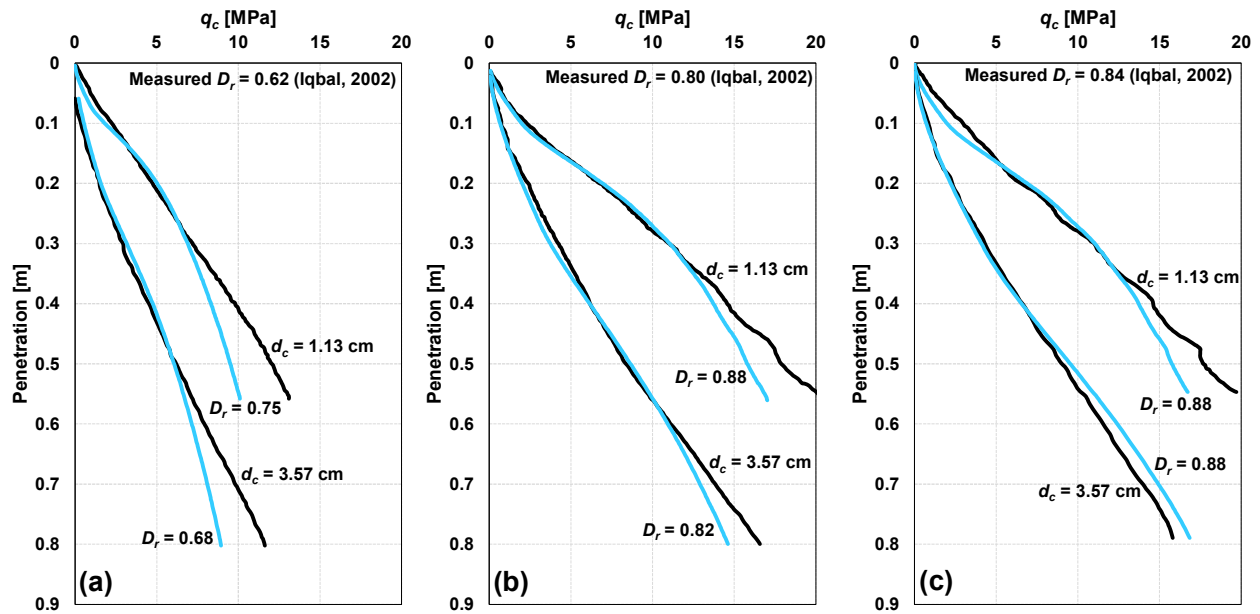 q_c [MPa]
0 5 10 15 20
Measured D_r = 0.62 (Iqbal, 2002)
Penetration [m]
0
0.1
0.2
0.3
0.4
0.5
0.6
0.7
0.8
0.9
d_c = 1.13 cm
D_r = 0.75
d_c = 3.57 cm
D_r = 0.68
(a)
q_c [MPa]
0 5 10 15 20
Measured D_r = 0.80 (Iqbal, 2002)
Penetration [m]
0
0.1
0.2
0.3
0.4
0.5
0.6
0.7
0.8
0.9
d_c = 1.13 cm
D_r = 0.88
d_c = 3.57 cm
D_r = 0.82
(b)
q_c [MPa]
0 5 10 15 20
Measured D_r = 0.84 (Iqbal, 2002)
Penetration [m]
0
0.1
0.2
0.3
0.4
0.5
0.6
0.7
0.8
0.9
d_c = 1.13 cm
D_r = 0.88
D_r = 0.88
d_c = 3.57 cm
(c)